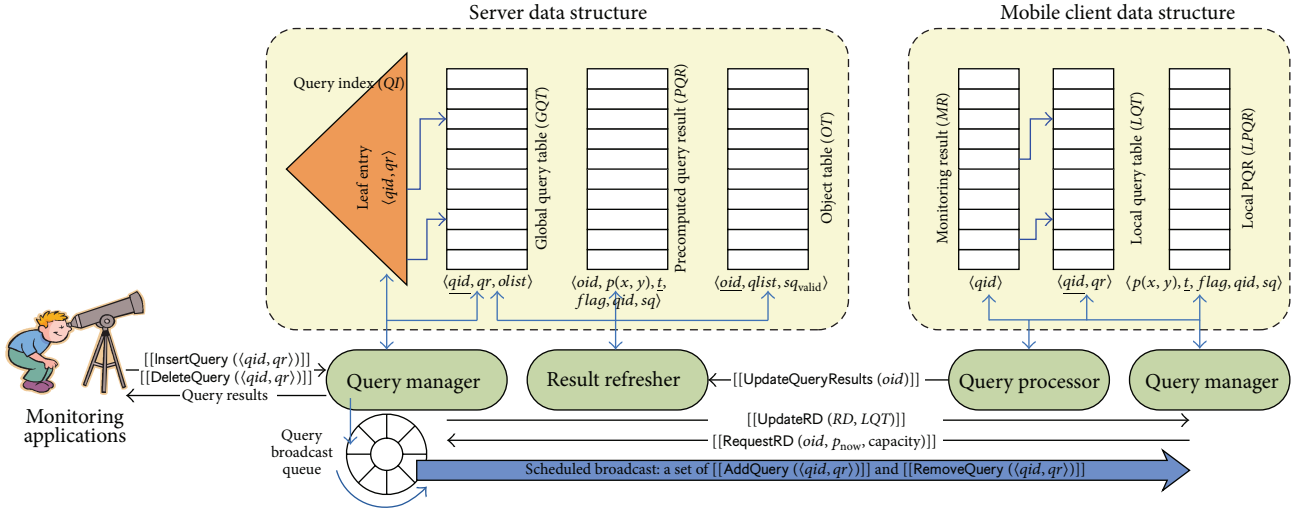 Server data structure
Mobile client data structure
Query index (QI)
Leaf entry
⟨qid, qr⟩
Global query table (GQT)
Precomputed query result (PQR)
Object table (OT)
Monitoring result (MR)
Local query table (LQT)
Local PQR (LPQR)
⟨qid, qr, olist⟩
⟨oid, p(x, y), t,
flag, qid, sq⟩
⟨oid, qlist, sqvalid⟩
⟨qid⟩
⟨qid, qr⟩
⟨p(x, y), t, flag, qid, sq⟩
[[InsertQuery (⟨qid, qr⟩)]]
[[DeleteQuery (⟨qid, qr⟩)]]
Query results
Monitoring
applications
Query manager
Result refresher
[[UpdateQueryResults (oid)]]
Query processor
Query manager
[[UpdateRD (RD, LQT)]]
[[RequestRD (oid, pnow, capacity)]]
Query
broadcast
queue
Scheduled broadcast: a set of [[AddQuery (⟨qid, qr⟩)]] and [[RemoveQuery (⟨qid, qr⟩)]]